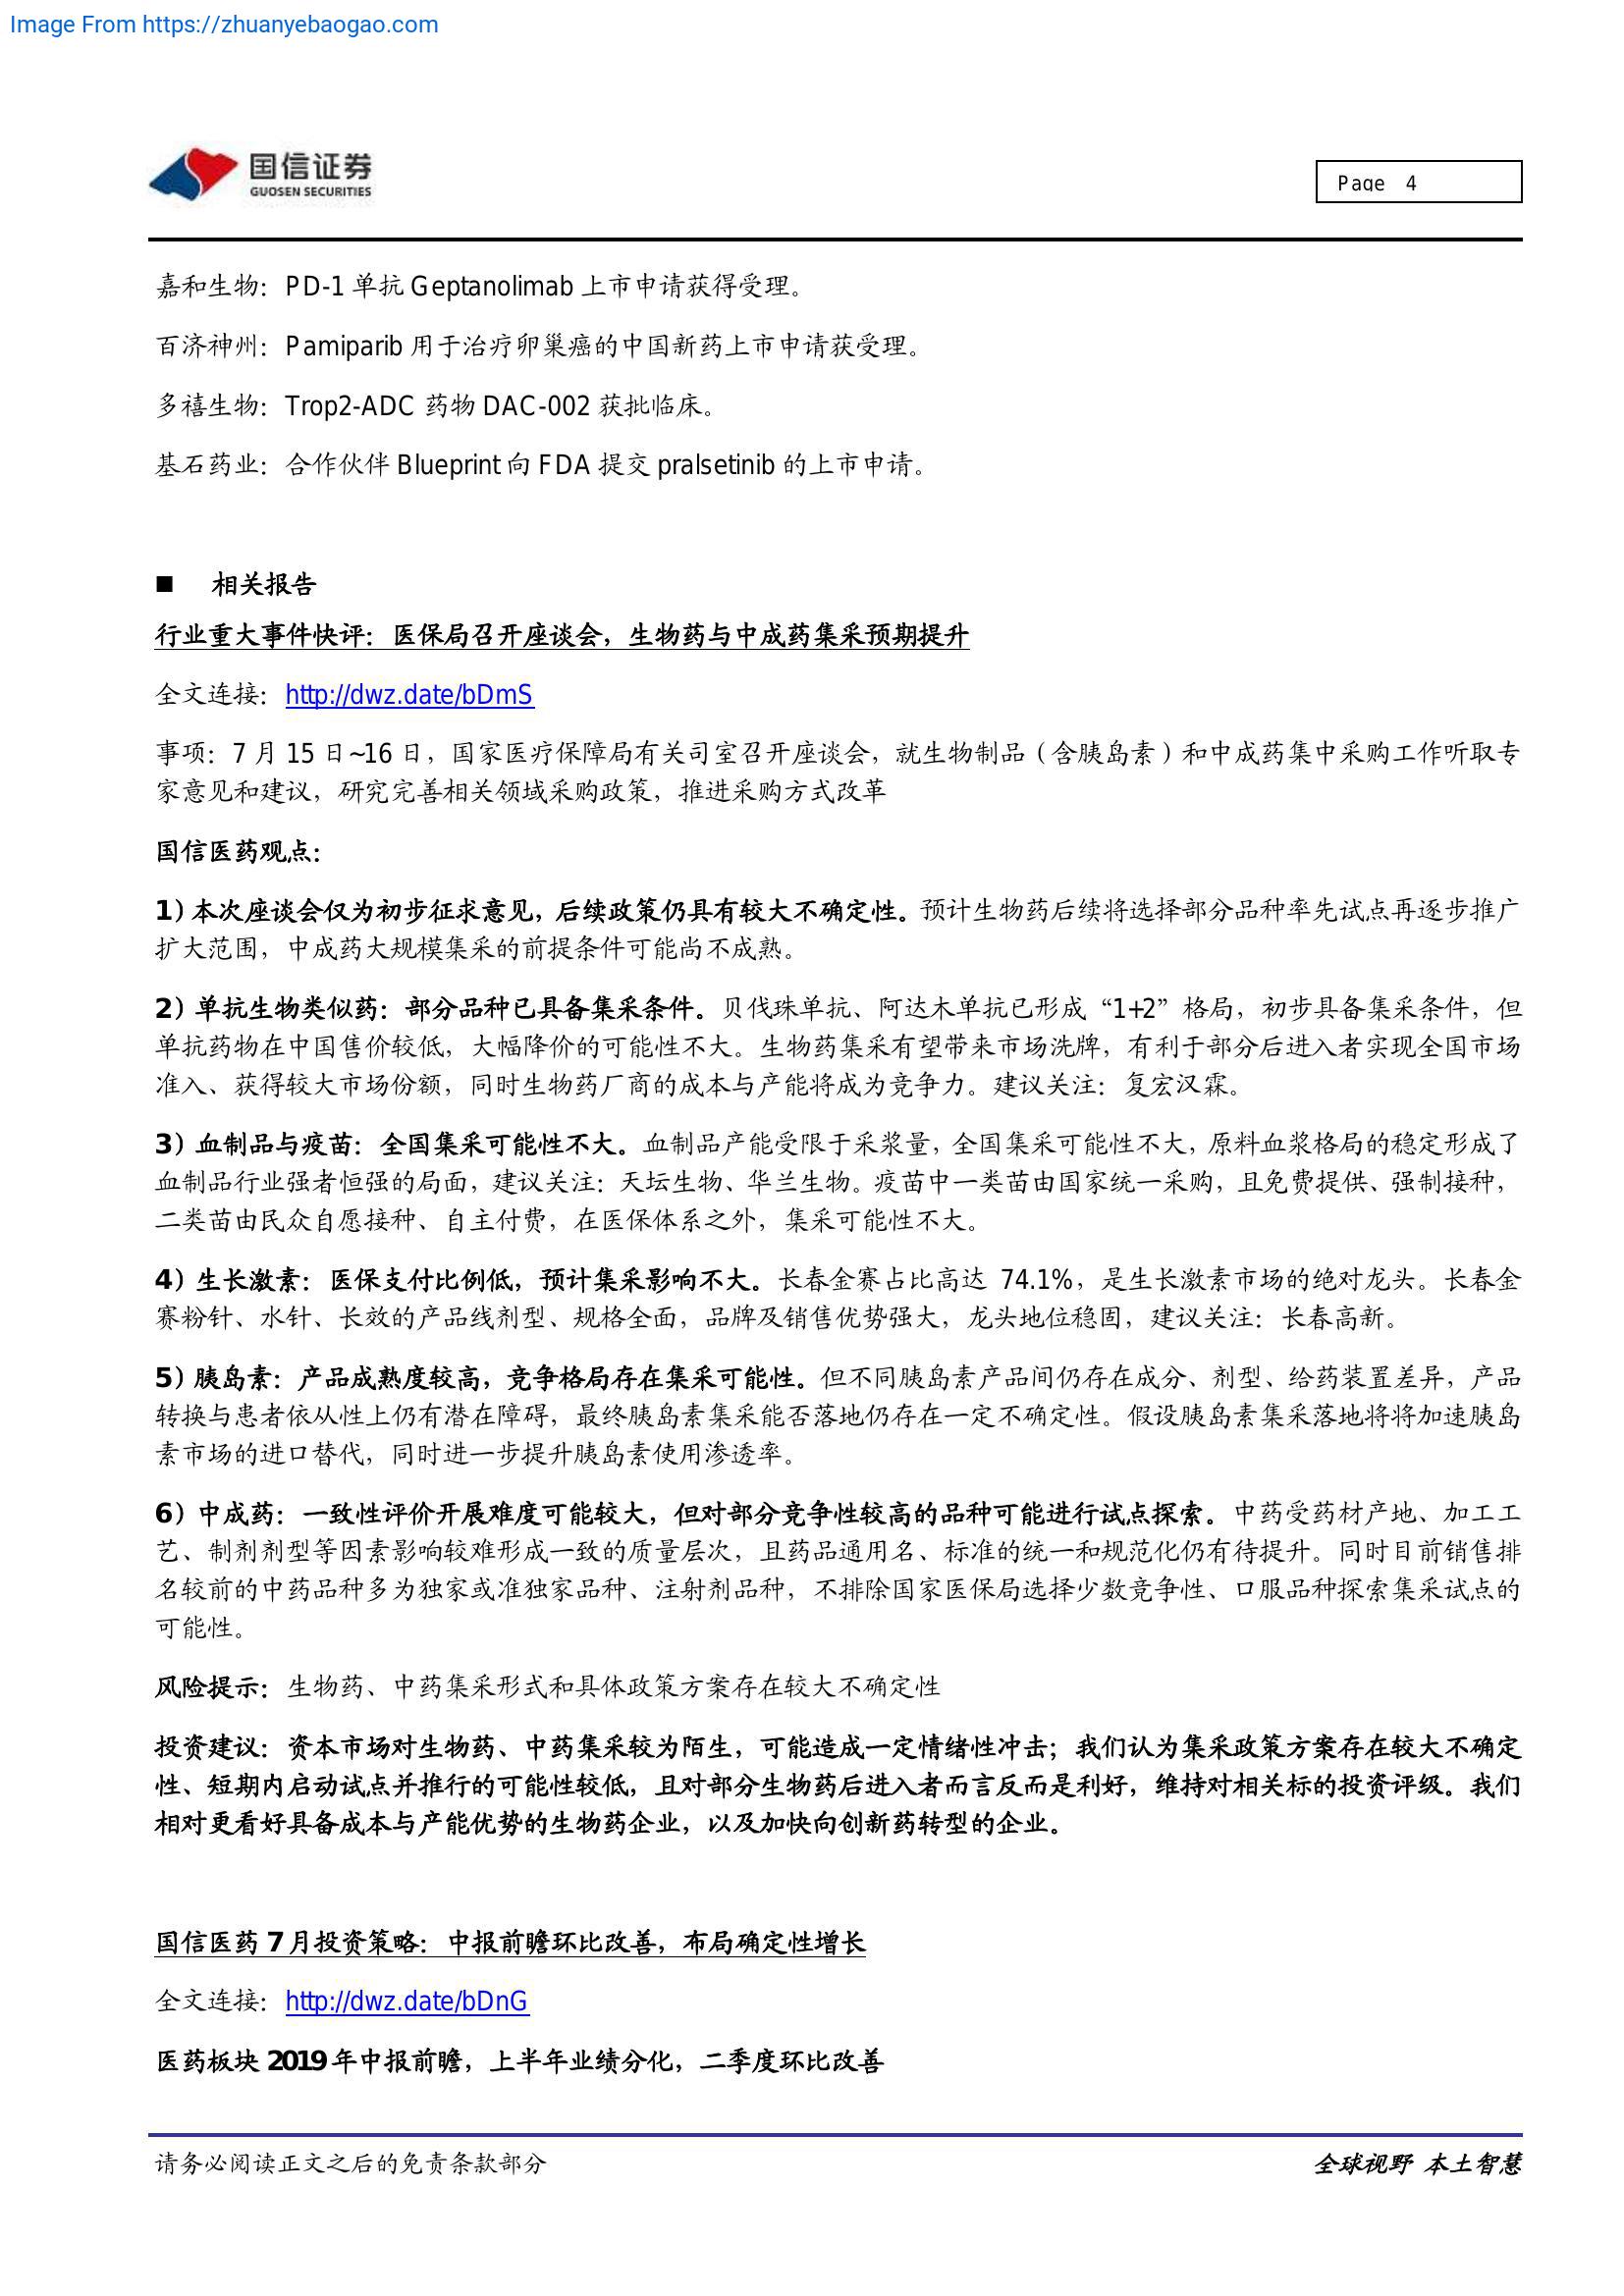 Image From https://zhuanyebaogao.com
国信证券
GUOSEN SECURITIES
Page 4
嘉和生物：PD-1 单抗 Geptanolimab 上市申请获得受理。
百济神州：Pamiparib 用于治疗卵巢癌的中国新药上市申请获受理。
多禧生物：Trop2-ADC 药物 DAC-002 获批临床。
基石药业：合作伙伴 Blueprint 向 FDA 提交 pralsetinib 的上市申请。
■ 相关报告
行业重大事件快评：医保局召开座谈会，生物药与中成药集采预期提升
全文连接：http://dwz.date/bDmS
事项：7 月 15 日~16 日，国家医疗保障局有关司室召开座谈会，就生物制品（含胰岛素）和中成药集中采购工作听取专
家意见和建议，研究完善相关领域采购政策，推进采购方式改革
国信医药观点：
1）本次座谈会仅为初步征求意见，后续政策仍具有较大不确定性。预计生物药后续将选择部分品种率先试点再逐步推广
扩大范围，中成药大规模集采的前提条件可能尚不成熟。
2）单抗生物类似药：部分品种已具备集采条件。贝伐珠单抗、阿达木单抗已形成“1+2”格局，初步具备集采条件，但
单抗药物在中国售价较低，大幅降价的可能性不大。生物药集采有望带来市场洗牌，有利于部分后进入者实现全国市场
准入、获得较大市场份额，同时生物药厂商的成本与产能将成为竞争力。建议关注：复宏汉霖。
3）血制品与疫苗：全国集采可能性不大。血制品产能受限于采浆量，全国集采可能性不大，原料血浆格局的稳定形成了
血制品行业强者恒强的局面，建议关注：天坛生物、华兰生物。疫苗中一类苗由国家统一采购，且免费提供、强制接种，
二类苗由民众自愿接种、自主付费，在医保体系之外，集采可能性不大。
4）生长激素：医保支付比例低，预计集采影响不大。长春金赛占比高达 74.1%，是生长激素市场的绝对龙头。长春金
赛粉针、水针、长效的产品线剂型、规格全面，品牌及销售优势强大，龙头地位稳固，建议关注：长春高新。
5）胰岛素：产品成熟度较高，竞争格局存在集采可能性。但不同胰岛素产品间仍存在成分、剂型、给药装置差异，产品
转换与患者依从性上仍有潜在障碍，最终胰岛素集采能否落地仍存在一定不确定性。假设胰岛素集采落地将将加速胰岛
素市场的进口替代，同时进一步提升胰岛素使用渗透率。
6）中成药：一致性评价开展难度可能较大，但对部分竞争性较高的品种可能进行试点探索。中药受药材产地、加工工
艺、制剂剂型等因素影响较难形成一致的质量层次，且药品通用名、标准的统一和规范化仍有待提升。同时目前销售排
名较前的中药品种多为独家或准独家品种、注射剂品种，不排除国家医保局选择少数竞争性、口服品种探索集采试点的
可能性。
风险提示：生物药、中药集采形式和具体政策方案存在较大不确定性
投资建议：资本市场对生物药、中药集采较为陌生，可能造成一定情绪性冲击；我们认为集采政策方案存在较大不确定
性、短期内启动试点并推行的可能性较低，且对部分生物药后进入者而言反而是利好，维持对相关标的投资评级。我们
相对更看好具备成本与产能优势的生物药企业，以及加快向创新药转型的企业。
国信医药 7 月投资策略：中报前瞻环比改善，布局确定性增长
全文连接：http://dwz.date/bDnG
医药板块 2019 年中报前瞻，上半年业绩分化，二季度环比改善
请务必阅读正文之后的免责条款部分
全球视野 本土智慧